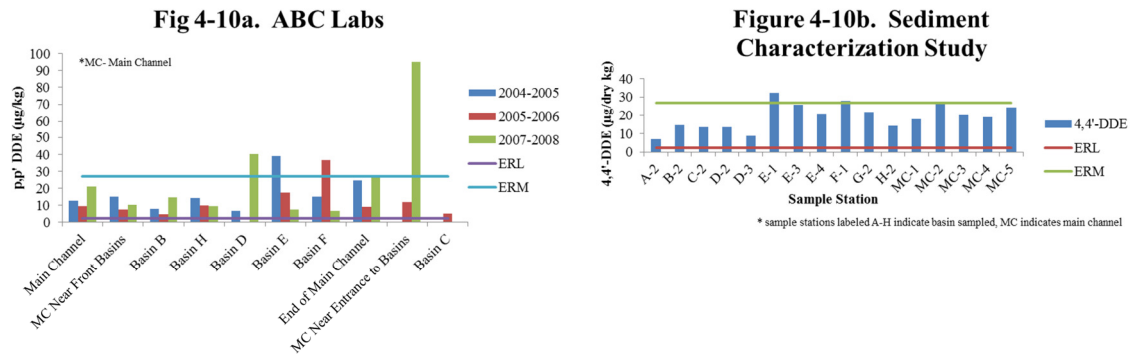 Fig 4-10a.  ABC Labs
p,p' DDE (µg/kg)
100
90
80
70
60
50
40
30
20
10
0
*MC- Main Channel
2004-2005
2005-2006
2007-2008
ERL
ERM
Main Channel
MC Near Front Basins
Basin B
Basin H
Basin D
Basin E
Basin F
End of Main Channel
MC Near Entrance to Basins
Basin C
Figure 4-10b.  Sediment
Characterization Study
4,4'-DDE (µg/dry kg)
40
30
20
10
0
4,4'-DDE
ERL
ERM
A-2
B-2
C-2
D-2
D-3
E-1
E-3
E-4
F-1
G-2
H-2
MC-1
MC-2
MC-3
MC-4
MC-5
Sample Station
* sample stations labeled A-H indicate basin sampled, MC indicates main channel